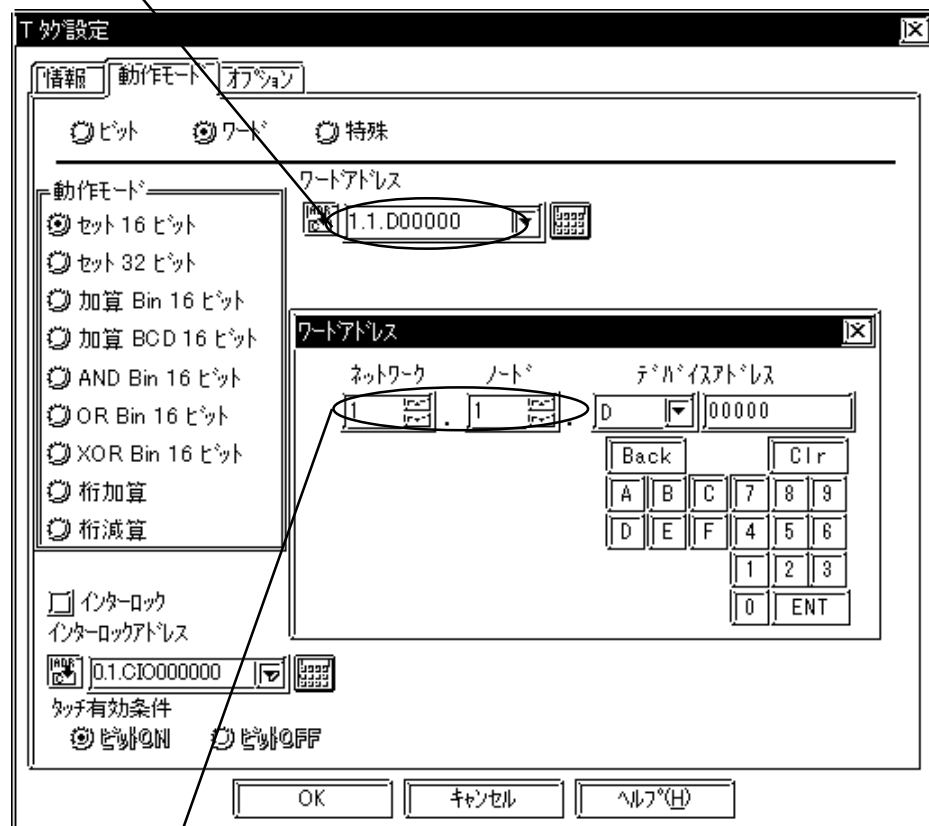 T ﾀｸﾞ設定
情報 動作ﾓｰﾄﾞ ｵﾌﾟｼｮﾝ
ﾋﾞｯﾄ ﾜｰﾄﾞ 特殊
動作ﾓｰﾄﾞ
ｾｯﾄ 16 ﾋﾞｯﾄ
ｾｯﾄ 32 ﾋﾞｯﾄ
加算 Bin 16 ﾋﾞｯﾄ
加算 BCD 16 ﾋﾞｯﾄ
AND Bin 16 ﾋﾞｯﾄ
OR Bin 16 ﾋﾞｯﾄ
XOR Bin 16 ﾋﾞｯﾄ
桁加算
桁減算
ﾜｰﾄﾞｱﾄﾞﾚｽ
1.1.D00000
ﾜｰﾄﾞｱﾄﾞﾚｽ
ﾈｯﾄﾜｰｸ ﾉｰﾄﾞ ﾃﾞﾊﾞｲｽｱﾄﾞﾚｽ
1 . 1 . D 00000
Back Clr
A B C 7 8 9
D E F 4 5 6
1 2 3
0 ENT
ｲﾝﾀｰﾛｯｸ
ｲﾝﾀｰﾛｯｸｱﾄﾞﾚｽ
0.1.CIO000000
ﾀｯﾁ有効条件
ﾋﾞｯﾄON ﾋﾞｯﾄOFF
OK ｷｬﾝｾﾙ ﾍﾙﾌﾟ(H)